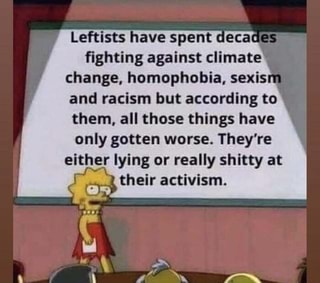 Leftists have spent decades
fighting against climate
change, homophobia, sexism
and racism but according to
them, all those things have
only gotten worse. They're
either lying or really shitty at
their activism.